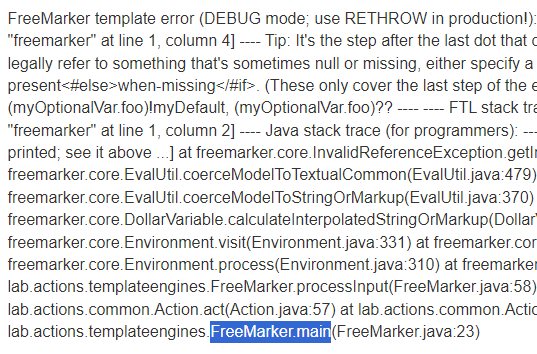 FreeMarker template error (DEBUG mode; use RETHROW in production!):
"freemarker" at line 1, column 4] ---- Tip: It's the step after the last dot that c
legally refer to something that's sometimes null or missing, either specify a
present<#else>when-missing</#if>. (These only cover the last step of the e
(myOptionalVar.foo)!myDefault, (myOptionalVar.foo)?? ---- ---- FTL stack tra
"freemarker" at line 1, column 2] ---- Java stack trace (for programmers): ---
printed; see it above ...] at freemarker.core.InvalidReferenceException.getIn
freemarker.core.EvalUtil.coerceModelToTextualCommon(EvalUtil.java:479)
freemarker.core.EvalUtil.coerceModelToStringOrMarkup(EvalUtil.java:370)
freemarker.core.DollarVariable.calculateInterpolatedStringOrMarkup(DollarV
freemarker.core.Environment.visit(Environment.java:331) at freemarker.cor
freemarker.core.Environment.process(Environment.java:310) at freemarker
lab.actions.templateengines.FreeMarker.processInput(FreeMarker.java:58)
lab.actions.common.Action.act(Action.java:57) at lab.actions.common.Actio
lab.actions.templateengines.FreeMarker.main(FreeMarker.java:23)